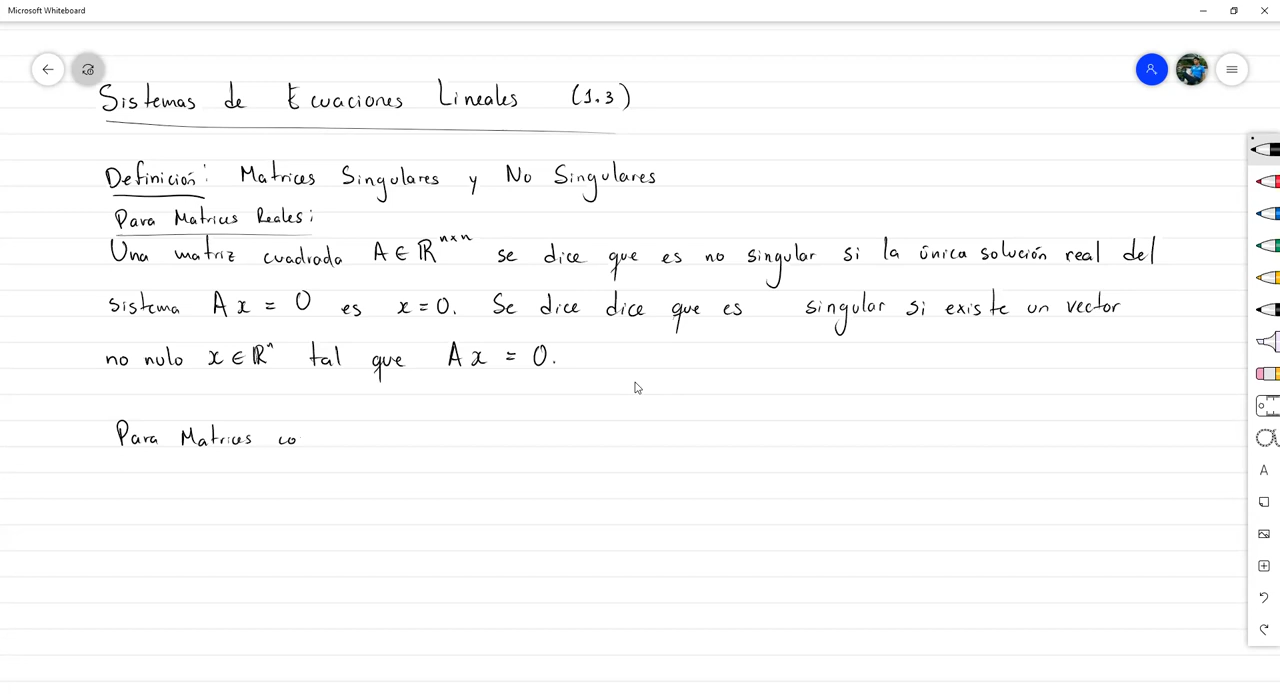 Microsoft Whiteboard
Sistemas de Ecuaciones Lineales (1.3)
Definición: Matrices Singulares y No Singulares
Para Matrices Reales:
Una matriz cuadrada A ∈ ℝⁿˣⁿ se dice que es no singular si la única solución real del
sistema A x = 0 es x = 0. Se dice dice que es singular si existe un vector
no nulo x ∈ ℝⁿ tal que A x = 0.
Para Matrices co
A